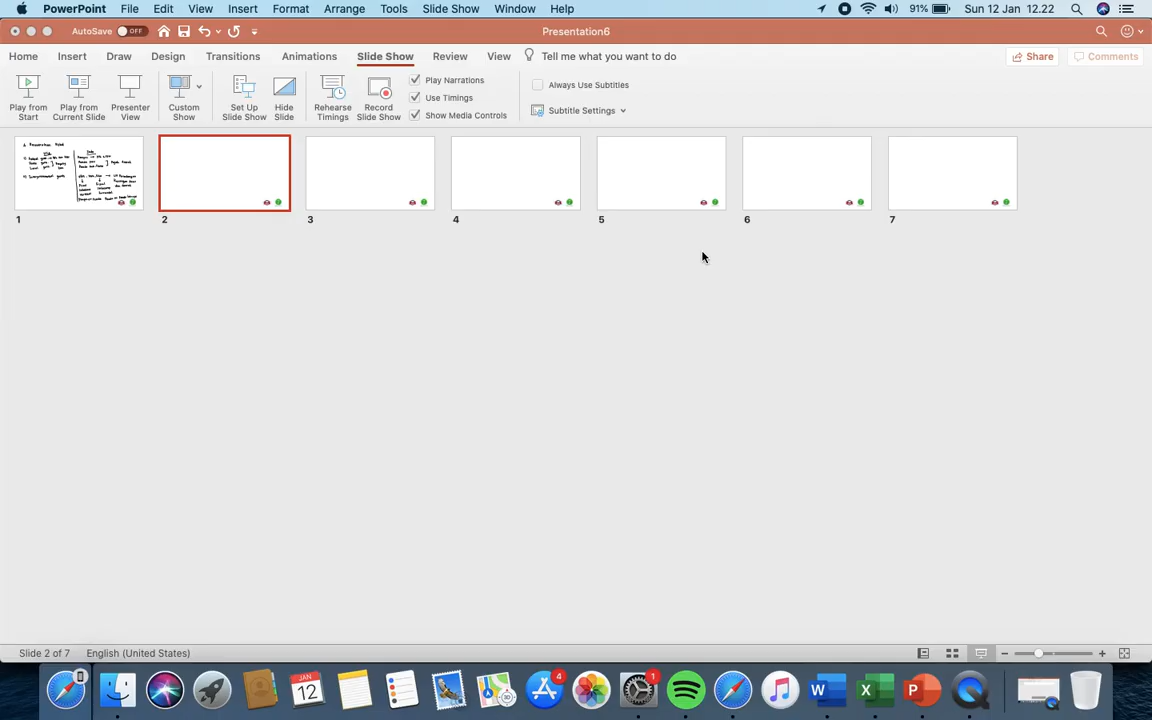 PowerPoint File Edit View Insert Format Arrange Tools Slide Show Window Help 91% Sun 12 Jan 12.22
AutoSave OFF Presentation6
Home Insert Draw Design Transitions Animations Slide Show Review View Tell me what you want to do Share Comments
Play from Start
Play from Current Slide
Presenter View
Custom Show
Set Up Slide Show
Hide Slide
Rehearse Timings
Record Slide Show
Play Narrations
Use Timings
Show Media Controls
Always Use Subtitles
Subtitle Settings
1 2 3 4 5 6 7
Slide 2 of 7 English (United States)
JAN
12
4
1
W
X
P